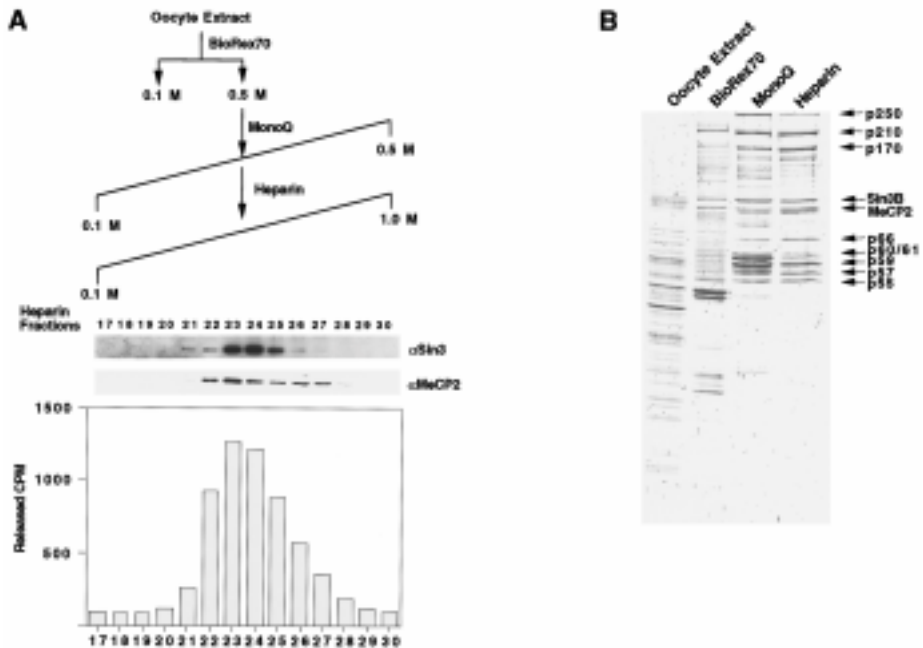 A
Oocyte Extract
BioRex70
0.1 M
0.5 M
MonoQ
0.5 M
0.1 M
Heparin
1.0 M
0.1 M
Heparin
Fractions
17 18 19 20 21 22 23 24 25 26 27 28 29 30
αSin3
αMeCP2
1500
1000
500
Released CPM
17 18 19 20 21 22 23 24 25 26 27 28 29 30
B
Oocyte Extract
BioRex70
MonoQ
Heparin
p250
p210
p170
Sin3B
MeCP2
p66
p60/61
p58
p57
p55